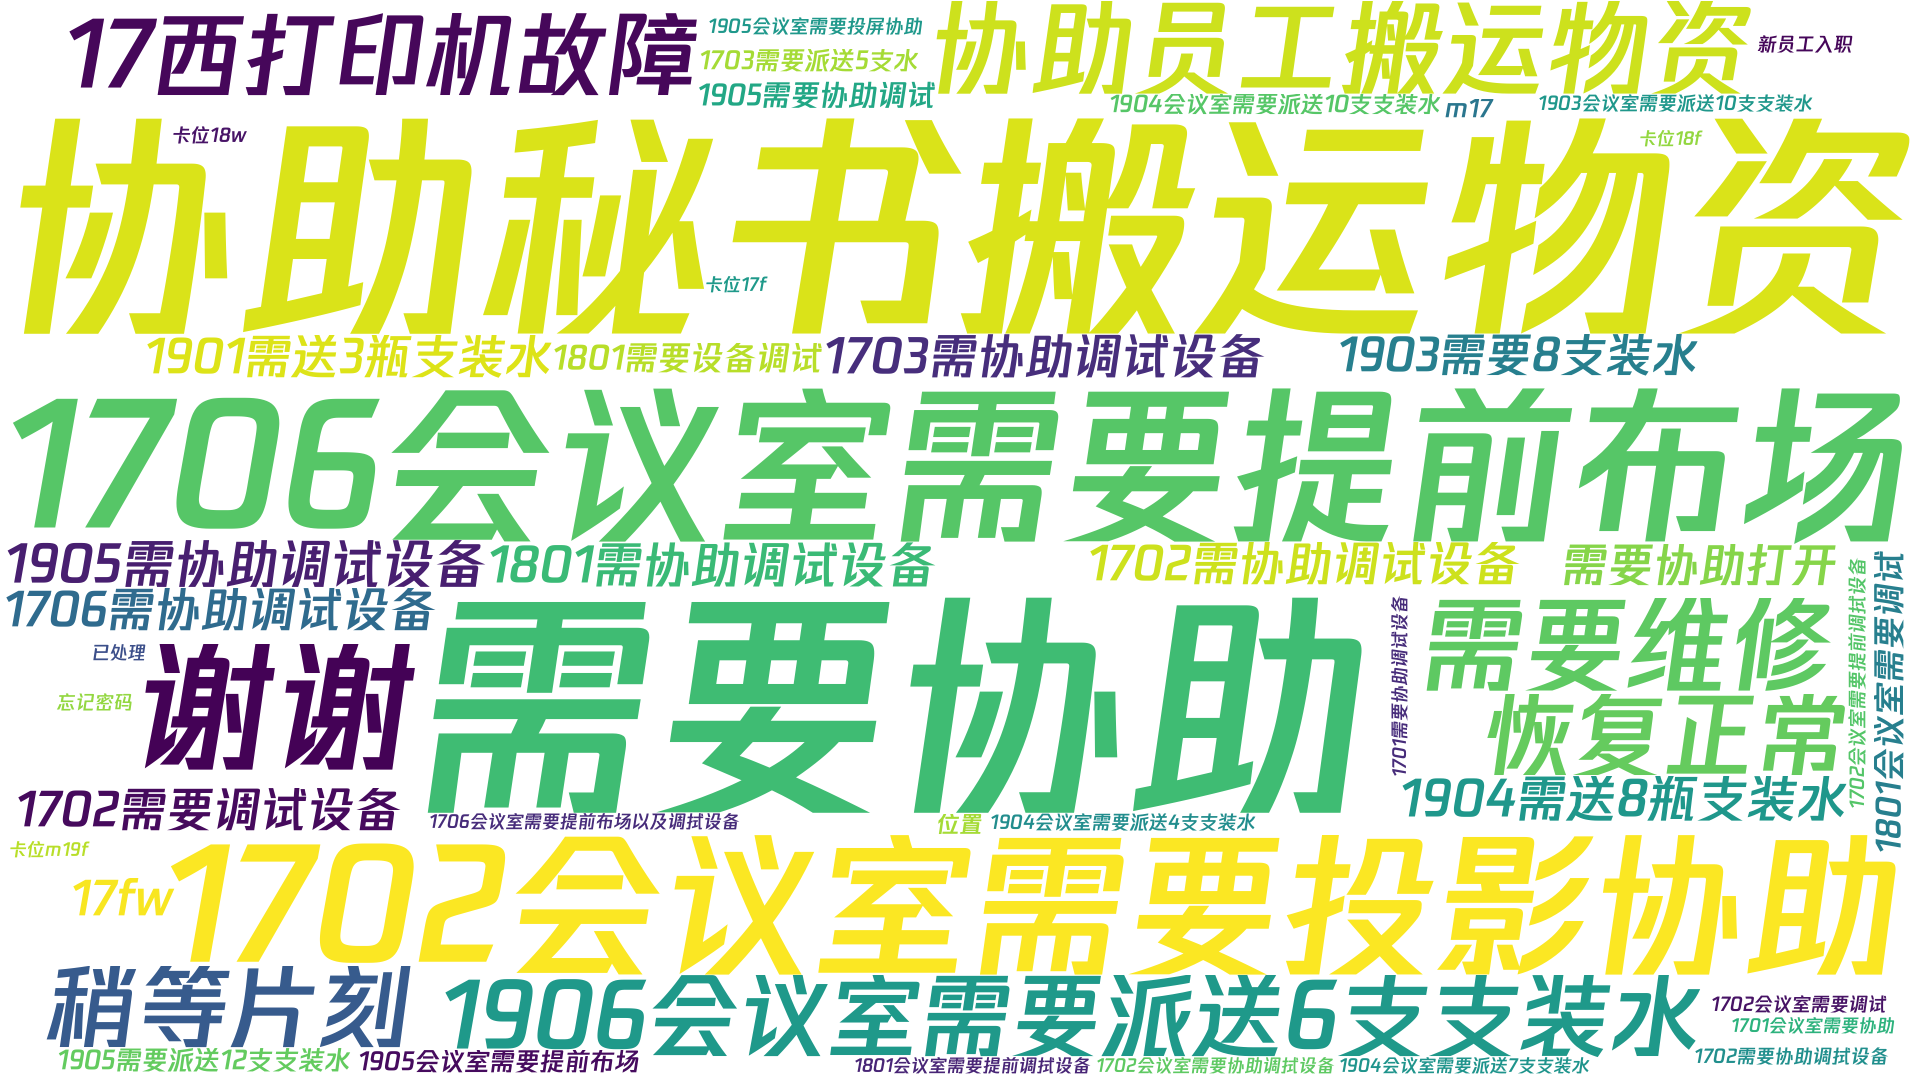 17西打印机故障
1905会议室需要投屏协助
1703需要派送5支水
1905需要协助调试
协助员工搬运物资
新员工入职
1904会议室需要派送10支支装水
m17
1903会议室需要派送10支支装水
卡位18w
卡位18f
协助秘书搬运物资
卡位17f
1901需送3瓶支装水
1801需要设备调试
1703需协助调试设备
1903需要8支装水
1706会议室需要提前布场
1905需协助调试设备
1801需协助调试设备
1702需协助调试设备
需要协助打开
1706需协助调试设备
需要协助
1701需要协助调试设备
需要维修
1702会议室需要提前调试设备
1801会议室需要调试
已处理
谢谢
忘记密码
恢复正常
1702需要调试设备
1904需送8瓶支装水
1706会议室需要提前布场以及调试设备
位置
1904会议室需要派送4支支装水
卡位m19f
17fw
1702会议室需要投影协助
稍等片刻
1906会议室需要派送6支支装水
1702会议室需要调试
1701会议室需要协助
1905需要派送12支支装水
1905会议室需要提前布场
1801会议室需要提前调试设备
1702会议室需要协助调试设备
1904会议室需要派送7支支装水
1702需要协助调试设备